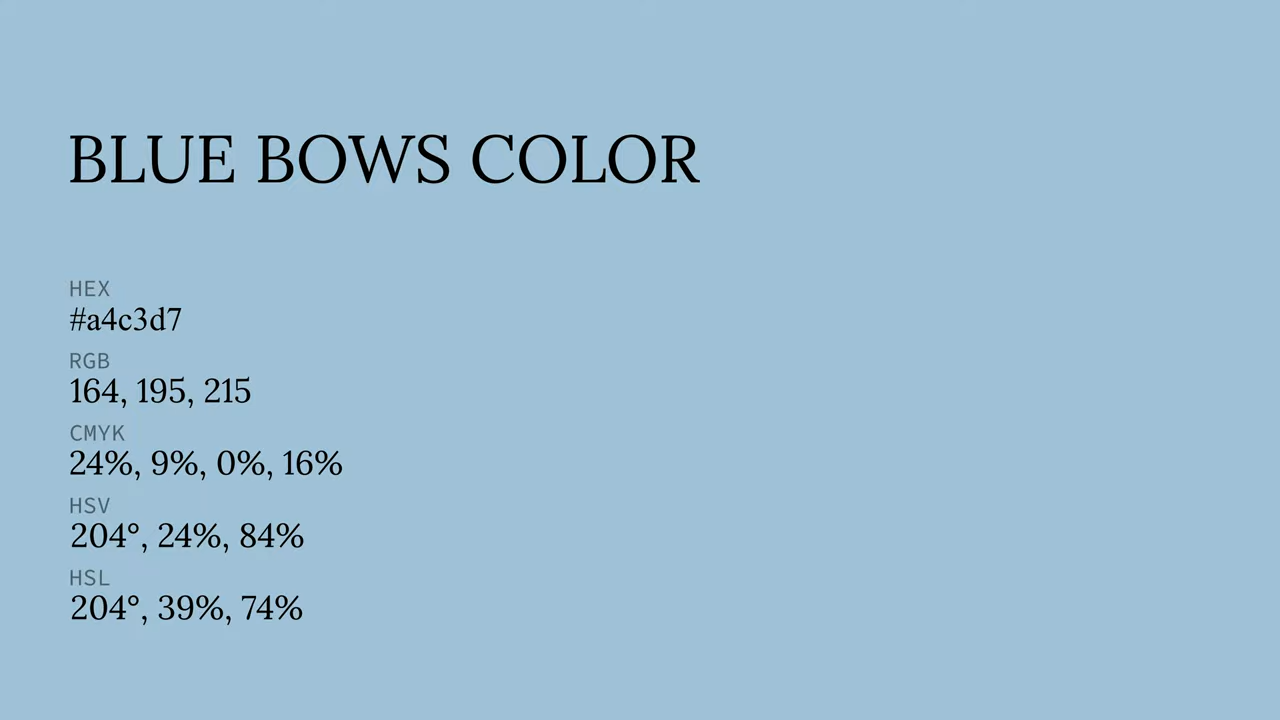 BLUE BOWS COLOR
HEX
#a4c3d7
RGB
164, 195, 215
CMYK
24%, 9%, 0%, 16%
HSV
204°, 24%, 84%
HSL
204°, 39%, 74%